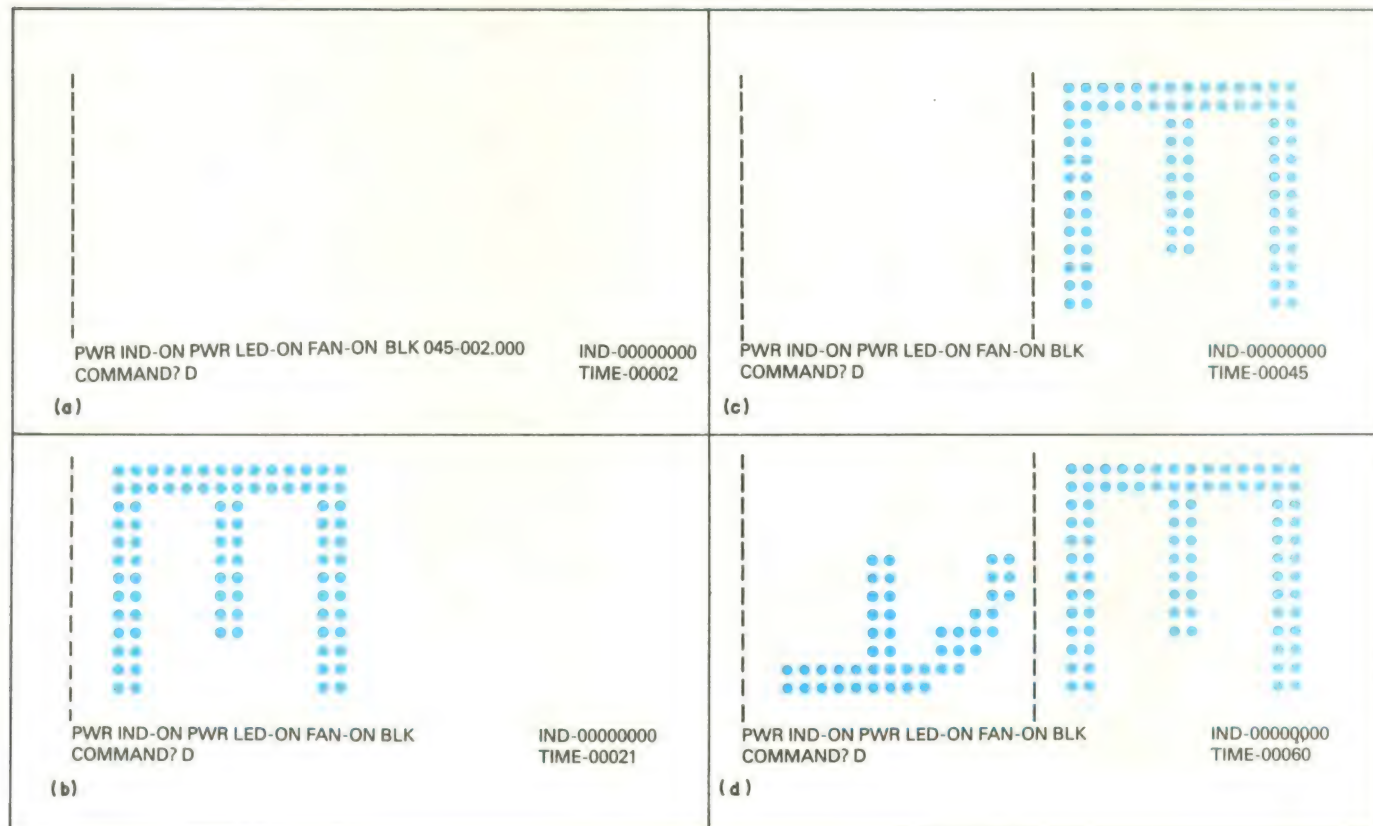 PWR IND-ON PWR LED-ON FAN-ON BLK 045-002.000 IND-00000000
COMMAND? D TIME-00002
(a)
PWR IND-ON PWR LED-ON FAN-ON BLK IND-00000000
COMMAND? D TIME-00021
(b)
PWR IND-ON PWR LED-ON FAN-ON BLK IND-00000000
COMMAND? D TIME-00045
(c)
PWR IND-ON PWR LED-ON FAN-ON BLK IND-00000000
COMMAND? D TIME-00060
(d)